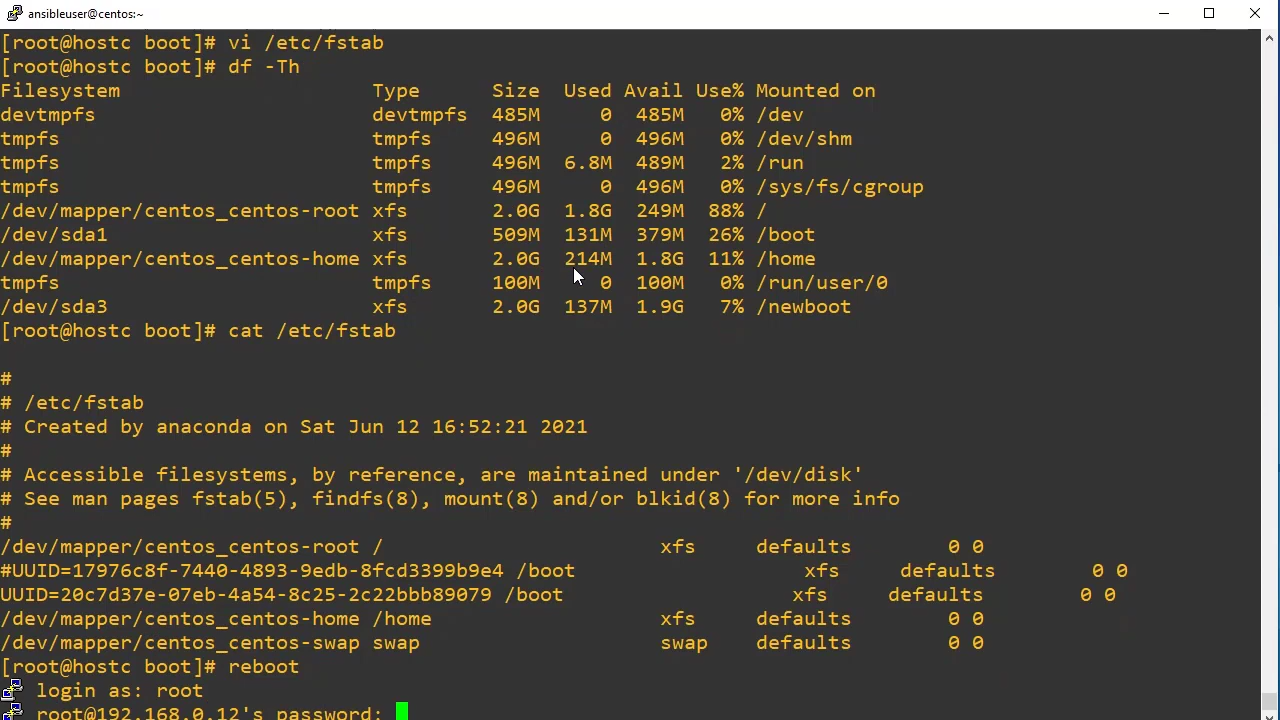 ansibleuser@centos:~
[root@hostc boot]# vi /etc/fstab
[root@hostc boot]# df -Th
Filesystem                     Type      Size  Used Avail Use% Mounted on
devtmpfs                       devtmpfs  485M     0  485M   0% /dev
tmpfs                          tmpfs     496M     0  496M   0% /dev/shm
tmpfs                          tmpfs     496M  6.8M  489M   2% /run
tmpfs                          tmpfs     496M     0  496M   0% /sys/fs/cgroup
/dev/mapper/centos_centos-root xfs       2.0G  1.8G  249M  88% /
/dev/sda1                      xfs       509M  131M  379M  26% /boot
/dev/mapper/centos_centos-home xfs       2.0G  214M  1.8G  11% /home
tmpfs                          tmpfs     100M     0  100M   0% /run/user/0
/dev/sda3                      xfs       2.0G  137M  1.9G   7% /newboot
[root@hostc boot]# cat /etc/fstab
#
# /etc/fstab
# Created by anaconda on Sat Jun 12 16:52:21 2021
#
# Accessible filesystems, by reference, are maintained under '/dev/disk'
# See man pages fstab(5), findfs(8), mount(8) and/or blkid(8) for more info
#
/dev/mapper/centos_centos-root /                       xfs     defaults        0 0
#UUID=17976c8f-7440-4893-9edb-8fcd3399b9e4 /boot                   xfs     defaults        0 0
UUID=20c7d37e-07eb-4a54-8c25-2c22bbb89079 /boot                   xfs     defaults        0 0
/dev/mapper/centos_centos-home /home                   xfs     defaults        0 0
/dev/mapper/centos_centos-swap swap                    swap    defaults        0 0
[root@hostc boot]# reboot
login as: root
root@192.168.0.12's password: